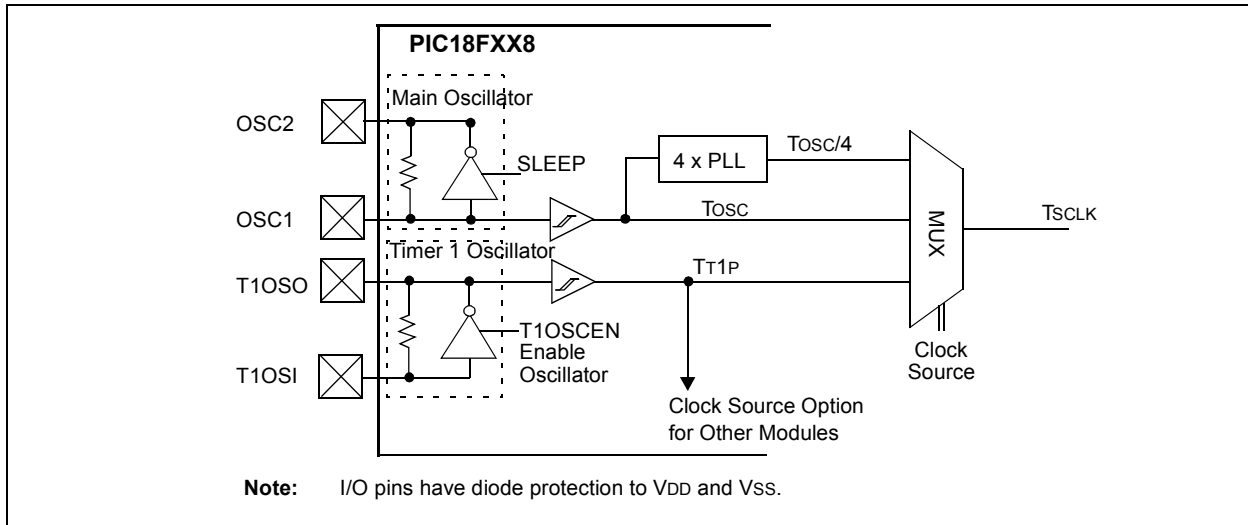 PIC18FXX8
Main Oscillator
OSC2
SLEEP
4 x PLL
TOSC/4
OSC1
TOSC
MUX
TSCLK
Timer 1 Oscillator
T1OSO
TT1P
T1OSCEN
Enable
Oscillator
T1OSI
Clock
Source
Clock Source Option
for Other Modules
Note: I/O pins have diode protection to VDD and VSS.